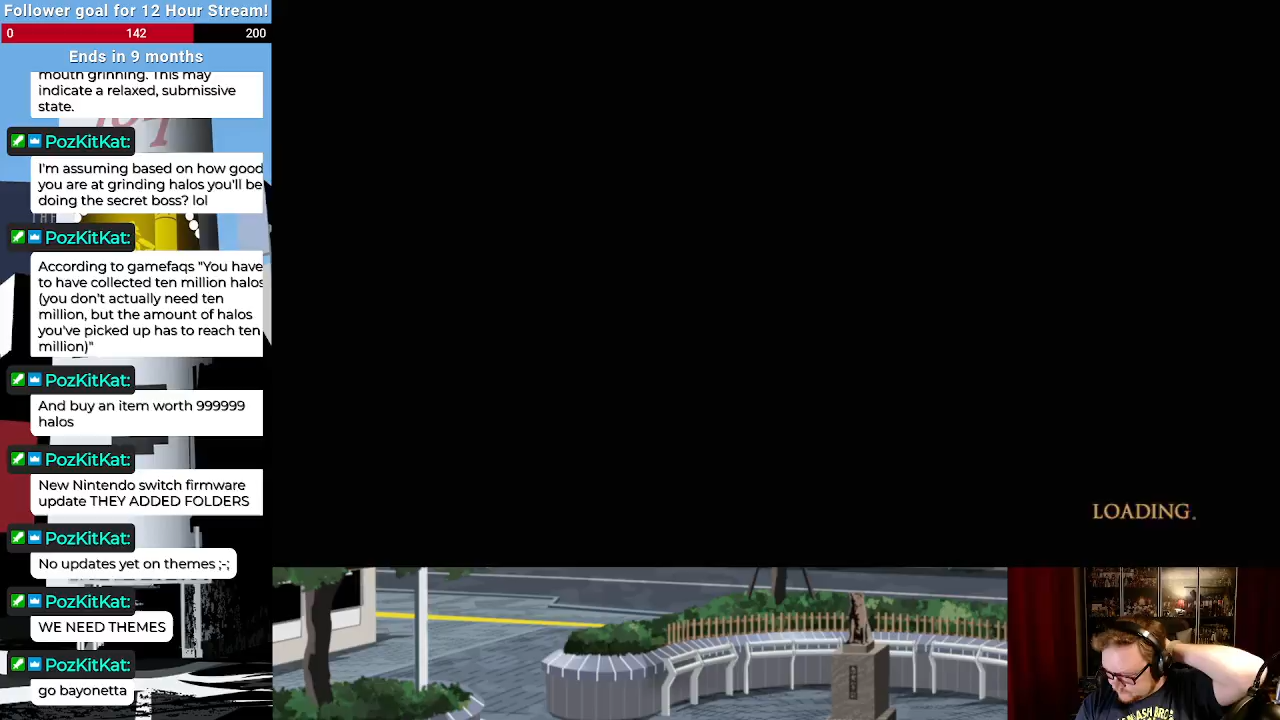 Follower goal for 12 Hour Stream!
0 142 200
Ends in 9 months
mouth grinning. This may
indicate a relaxed, submissive
state.
PozKitKat:
I'm assuming based on how good
you are at grinding halos you'll be
doing the secret boss? lol
PozKitKat:
According to gamefaqs "You have
to have collected ten million halos
(you don't actually need ten
million, but the amount of halos
you've picked up has to reach ten
million)"
PozKitKat:
And buy an item worth 999999
halos
PozKitKat:
New Nintendo switch firmware
update THEY ADDED FOLDERS
PozKitKat:
No updates yet on themes ;-;
PozKitKat:
WE NEED THEMES
PozKitKat:
go bayonetta
LOADING.